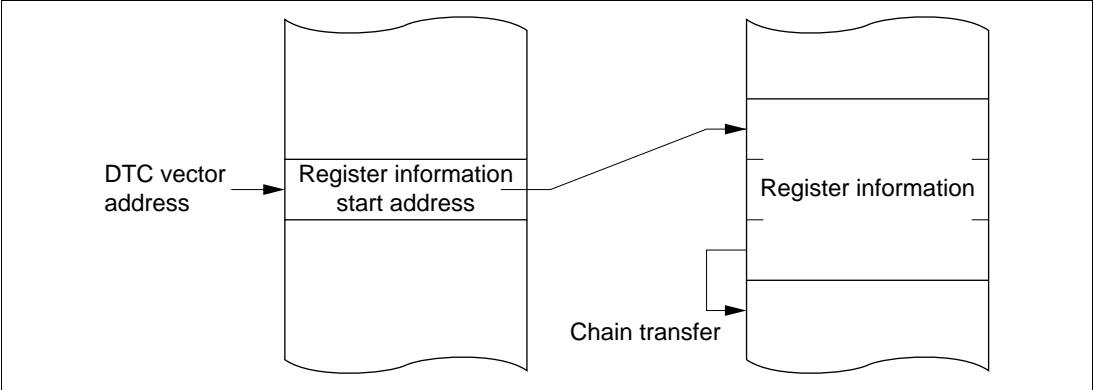 DTC vector
address
Register information
start address
Register information
Chain transfer